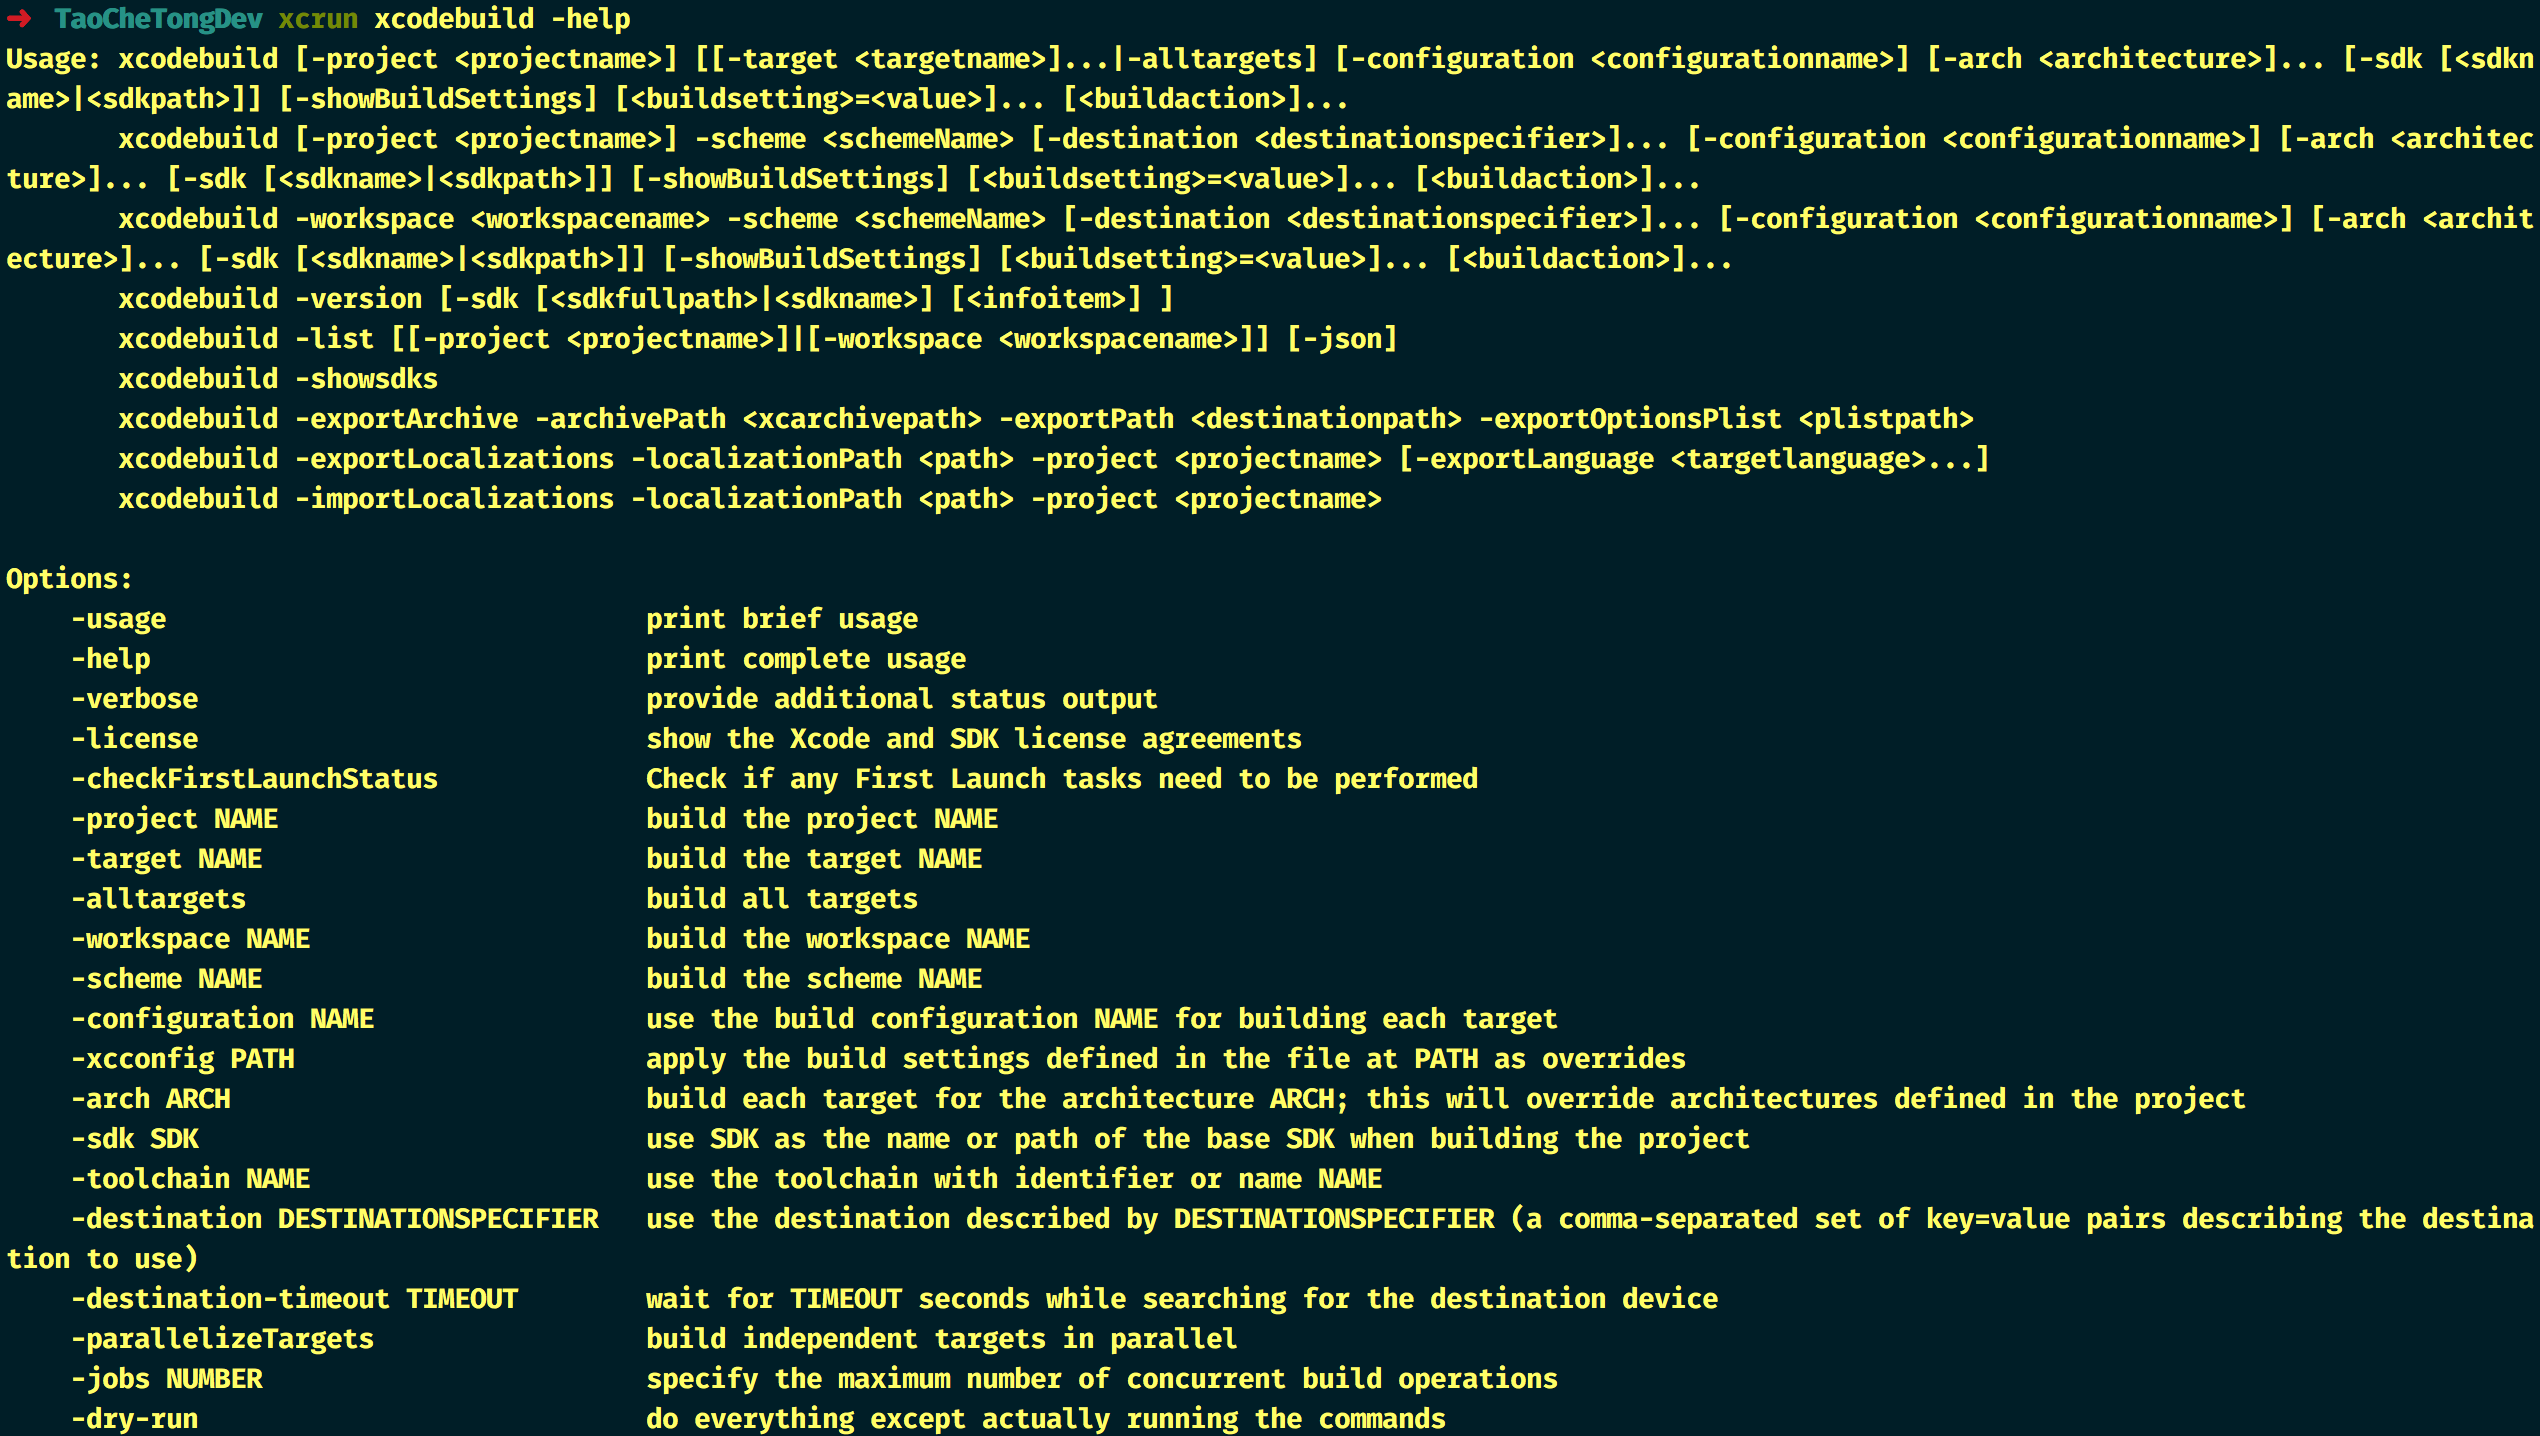 ➜  TaoCheTongDev xcrun xcodebuild -help
Usage: xcodebuild [-project <projectname>] [[-target <targetname>]...|-alltargets] [-configuration <configurationname>] [-arch <architecture>]... [-sdk [<sdkn
ame>|<sdkpath>]] [-showBuildSettings] [<buildsetting>=<value>]... [<buildaction>]...
       xcodebuild [-project <projectname>] -scheme <schemeName> [-destination <destinationspecifier>]... [-configuration <configurationname>] [-arch <architec
ture>]... [-sdk [<sdkname>|<sdkpath>]] [-showBuildSettings] [<buildsetting>=<value>]... [<buildaction>]...
       xcodebuild -workspace <workspacename> -scheme <schemeName> [-destination <destinationspecifier>]... [-configuration <configurationname>] [-arch <archit
ecture>]... [-sdk [<sdkname>|<sdkpath>]] [-showBuildSettings] [<buildsetting>=<value>]... [<buildaction>]...
       xcodebuild -version [-sdk [<sdkfullpath>|<sdkname>] [<infoitem>] ]
       xcodebuild -list [[-project <projectname>]|[-workspace <workspacename>]] [-json]
       xcodebuild -showsdks
       xcodebuild -exportArchive -archivePath <xcarchivepath> -exportPath <destinationpath> -exportOptionsPlist <plistpath>
       xcodebuild -exportLocalizations -localizationPath <path> -project <projectname> [-exportLanguage <targetlanguage>...]
       xcodebuild -importLocalizations -localizationPath <path> -project <projectname>

Options:
    -usage                              print brief usage
    -help                               print complete usage
    -verbose                            provide additional status output
    -license                            show the Xcode and SDK license agreements
    -checkFirstLaunchStatus             Check if any First Launch tasks need to be performed
    -project NAME                       build the project NAME
    -target NAME                        build the target NAME
    -alltargets                         build all targets
    -workspace NAME                     build the workspace NAME
    -scheme NAME                        build the scheme NAME
    -configuration NAME                 use the build configuration NAME for building each target
    -xcconfig PATH                      apply the build settings defined in the file at PATH as overrides
    -arch ARCH                          build each target for the architecture ARCH; this will override architectures defined in the project
    -sdk SDK                            use SDK as the name or path of the base SDK when building the project
    -toolchain NAME                     use the toolchain with identifier or name NAME
    -destination DESTINATIONSPECIFIER   use the destination described by DESTINATIONSPECIFIER (a comma-separated set of key=value pairs describing the destina
tion to use)
    -destination-timeout TIMEOUT        wait for TIMEOUT seconds while searching for the destination device
    -parallelizeTargets                 build independent targets in parallel
    -jobs NUMBER                        specify the maximum number of concurrent build operations
    -dry-run                            do everything except actually running the commands